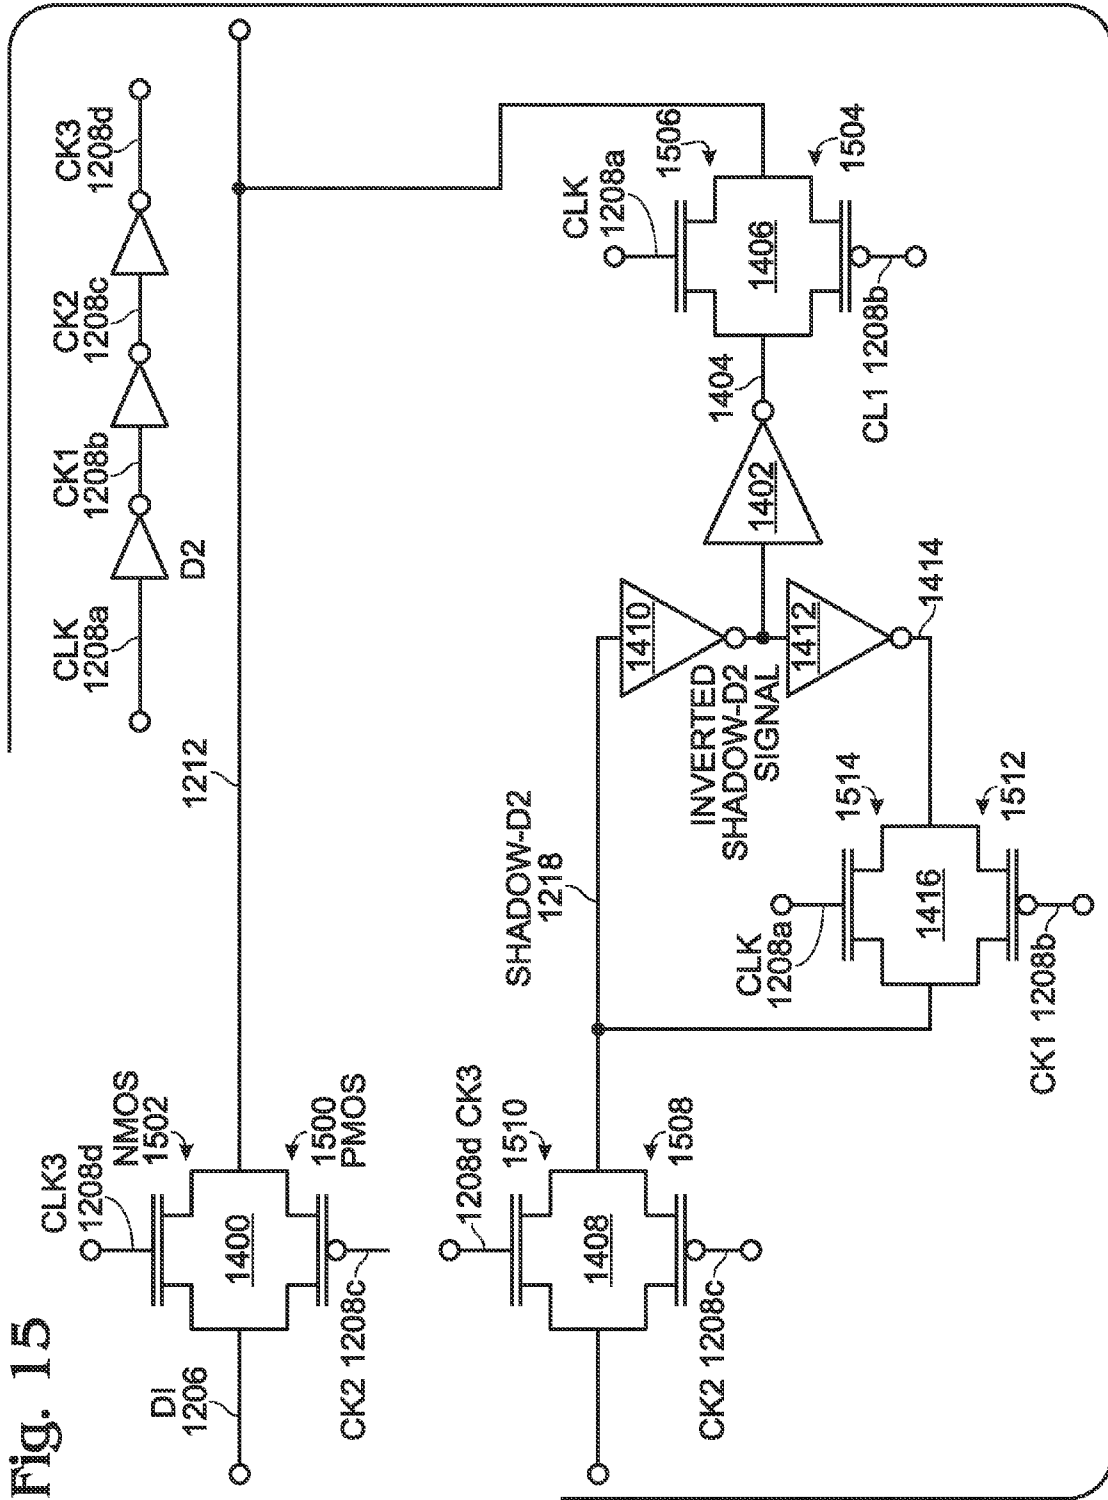 Fig. 15
DI
1206
CLK3
1208d
NMOS
1502
1400
1500
PMOS
CK2 1208c
1212
CLK
1208a
D2
CK1
1208b
CK2
1208c
CK3
1208d
1208d CK3
1510
1408
1508
CK2 1208c
SHADOW-D2
1218
1410
INVERTED
SHADOW-D2
SIGNAL
1412
1414
1402
1404
CLK
1208a
1506
1406
1504
CL1 1208b
CLK
1208a
1514
1416
1512
CK1 1208b